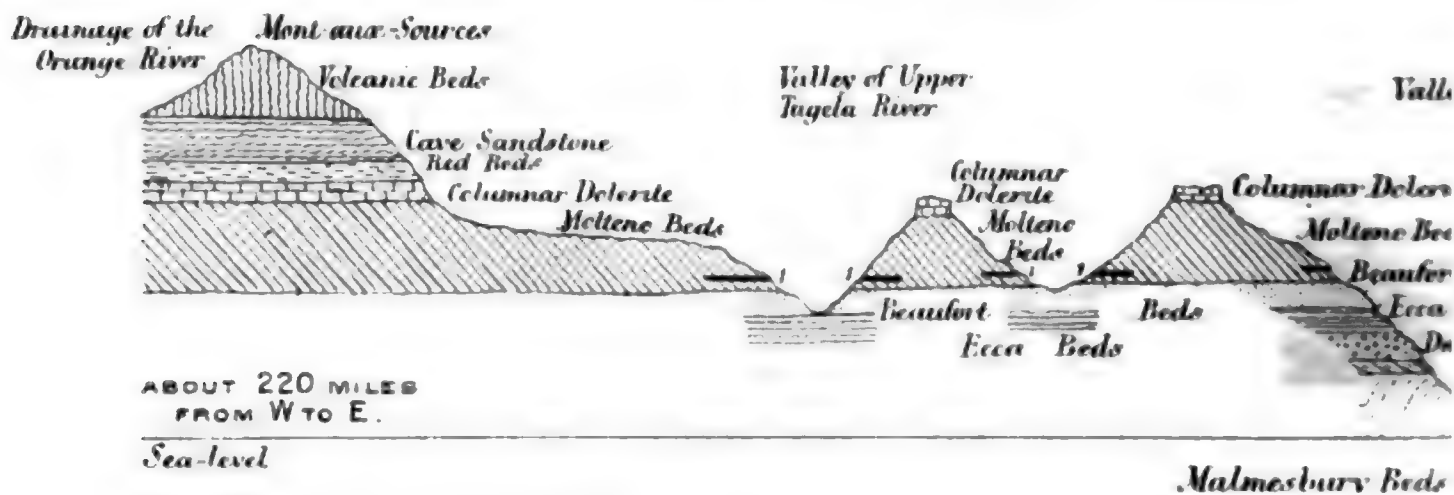 Drainage of the
Orange River
Mont-aux-Sources
Volcanic Beds
Cave Sandstone
Red Beds
Columnar Dolerite
Molteno Beds
Valley of Upper
Tugela River
Columnar
Dolerite
Molteno
Beds
Columnar
Molteno
Beaufort
Beds
Ecca Beds
Ecca
ABOUT 220 MILES
FROM W TO E.
Sea-level
Malmesbury Beds